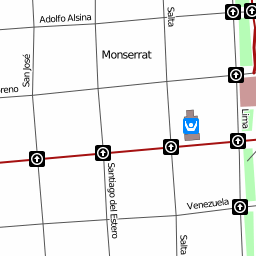 Adolfo Alsina
Salta
Monserrat
San José
reno
Lima
Santiago del Estero
Venezuela
Salta